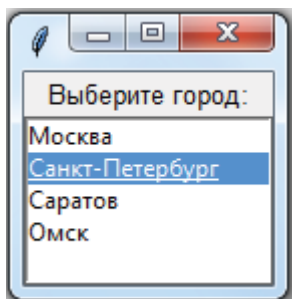 Выберите город:
Москва
Санкт-Петербург
Саратов
Омск